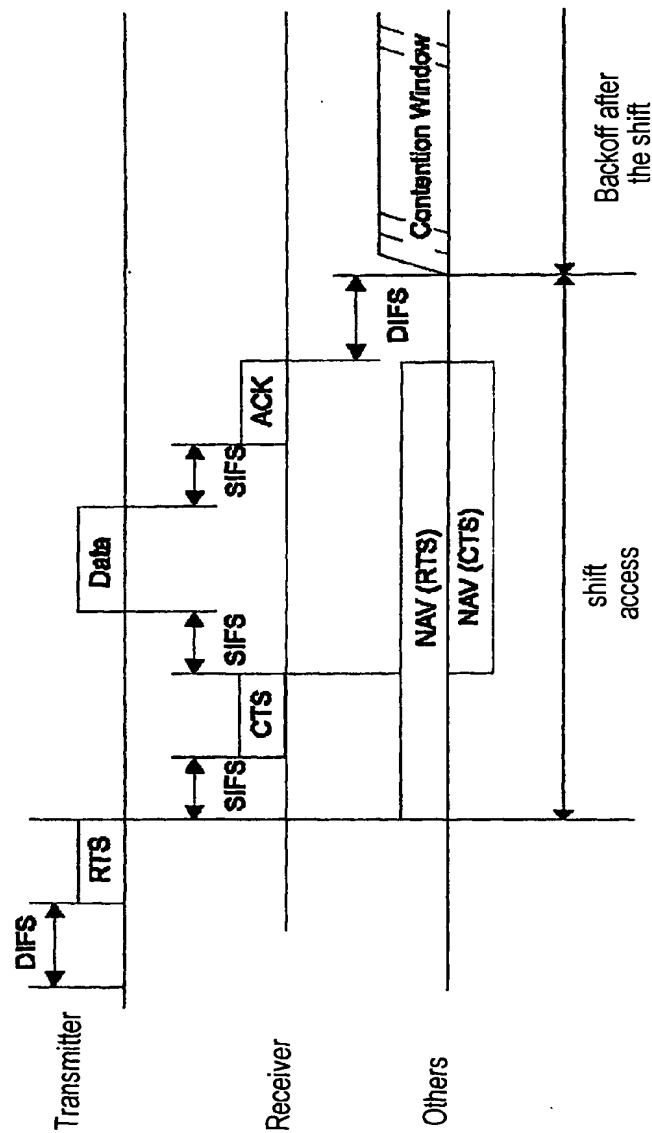 Transmitter
DIFS
RTS
Data
Receiver
SIFS
CTS
SIFS
SIFS
ACK
Others
NAV (RTS)
NAV (CTS)
DIFS
Contention Window
shift
access
Backoff after
the shift